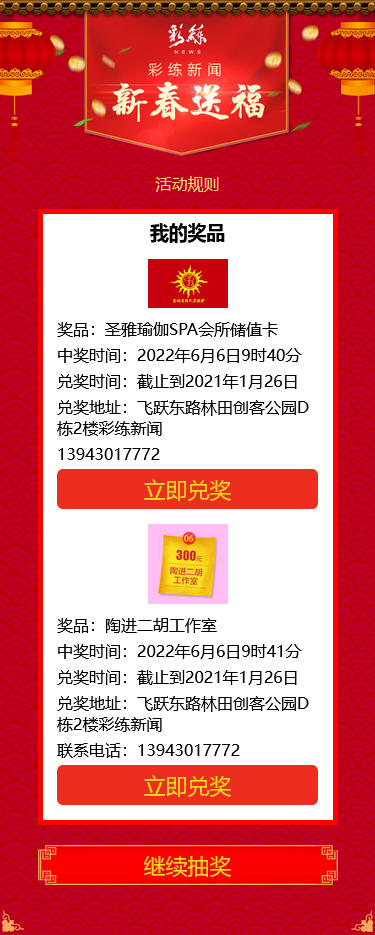 彩练
NEWS
彩练新闻
新春送福
活动规则
我的奖品
奖品：圣雅瑜伽SPA会所储值卡
中奖时间：2022年6月6日9时40分
兑奖时间：截止到2021年1月26日
兑奖地址：飞跃东路林田创客公园D
栋2楼彩练新闻
13943017772
立即兑奖
06
300元
陶进二胡
工作室
奖品：陶进二胡工作室
中奖时间：2022年6月6日9时41分
兑奖时间：截止到2021年1月26日
兑奖地址：飞跃东路林田创客公园D
栋2楼彩练新闻
联系电话：13943017772
立即兑奖
继续抽奖